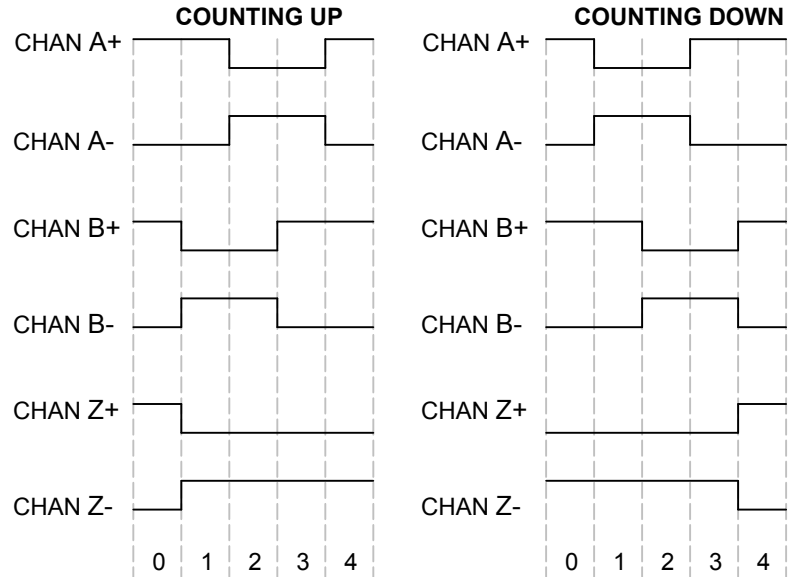 COUNTING UP
CHAN A+
CHAN A-
CHAN B+
CHAN B-
CHAN Z+
CHAN Z-
0 1 2 3 4
COUNTING DOWN
CHAN A+
CHAN A-
CHAN B+
CHAN B-
CHAN Z+
CHAN Z-
0 1 2 3 4